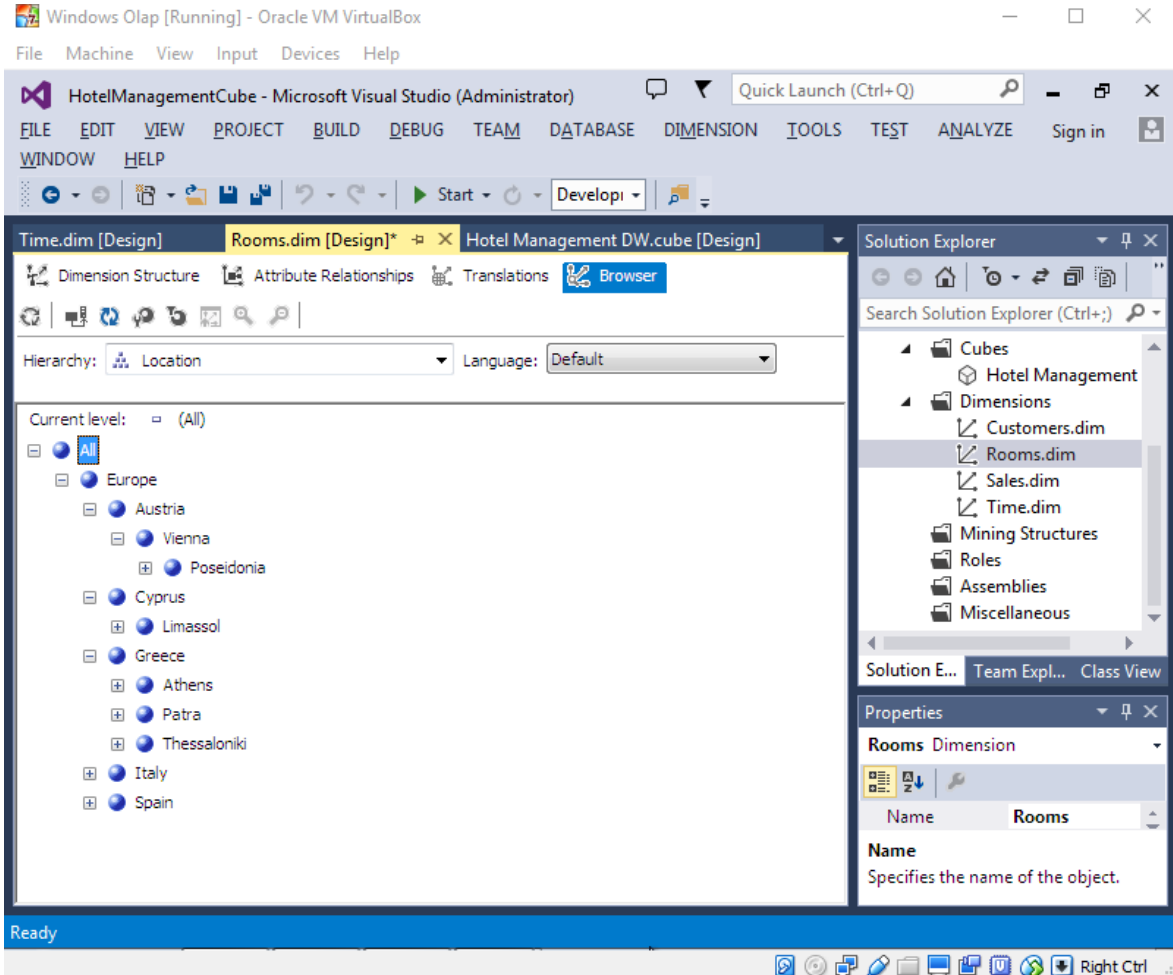 Windows Olap [Running] - Oracle VM VirtualBox
File Machine View Input Devices Help
HotelManagementCube - Microsoft Visual Studio (Administrator) Quick Launch (Ctrl+Q)
FILE EDIT VIEW PROJECT BUILD DEBUG TEAM DATABASE DIMENSION TOOLS TEST ANALYZE Sign in
WINDOW HELP
Start Developı
Time.dim [Design] Rooms.dim [Design]* Hotel Management DW.cube [Design]
Dimension Structure Attribute Relationships Translations Browser
Hierarchy: Location Language: Default
Current level: (All)
All
Europe
Austria
Vienna
Poseidonia
Cyprus
Limassol
Greece
Athens
Patra
Thessaloniki
Italy
Spain
Solution Explorer
Search Solution Explorer (Ctrl+;)
Cubes
Hotel Management
Dimensions
Customers.dim
Rooms.dim
Sales.dim
Time.dim
Mining Structures
Roles
Assemblies
Miscellaneous
Solution E... Team Expl... Class View
Properties
Rooms Dimension
Name Rooms
Name
Specifies the name of the object.
Ready
Right Ctrl